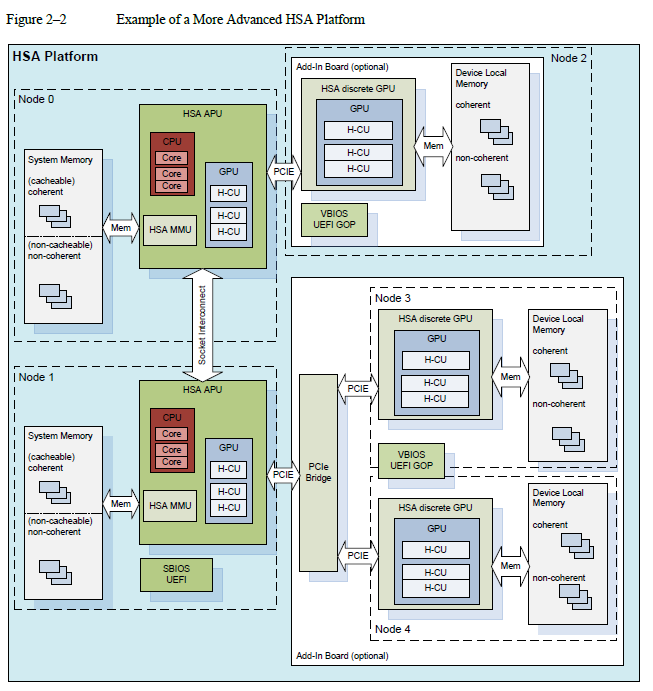 Figure 2–2 Example of a More Advanced HSA Platform
HSA Platform
Node 0
HSA APU
CPU
Core
Core
Core
GPU
H-CU
H-CU
H-CU
HSA MMU
System Memory
(cacheable)
coherent
(non-cacheable)
non-coherent
Mem
PCIE
Node 2
Add-In Board (optional)
HSA discrete GPU
GPU
H-CU
H-CU
H-CU
Mem
Device Local
Memory
coherent
non-coherent
VBIOS
UEFI GOP
Socket Interconnect
Node 1
HSA APU
CPU
Core
Core
Core
GPU
H-CU
H-CU
H-CU
HSA MMU
System Memory
(cacheable)
coherent
(non-cacheable)
non-coherent
Mem
SBIOS
UEFI
PCIE
PCIe
Bridge
PCIE
Node 3
HSA discrete GPU
GPU
H-CU
H-CU
H-CU
Mem
Device Local
Memory
coherent
non-coherent
VBIOS
UEFI GOP
PCIE
HSA discrete GPU
GPU
H-CU
H-CU
H-CU
Mem
Device Local
Memory
coherent
non-coherent
Node 4
Add-In Board (optional)